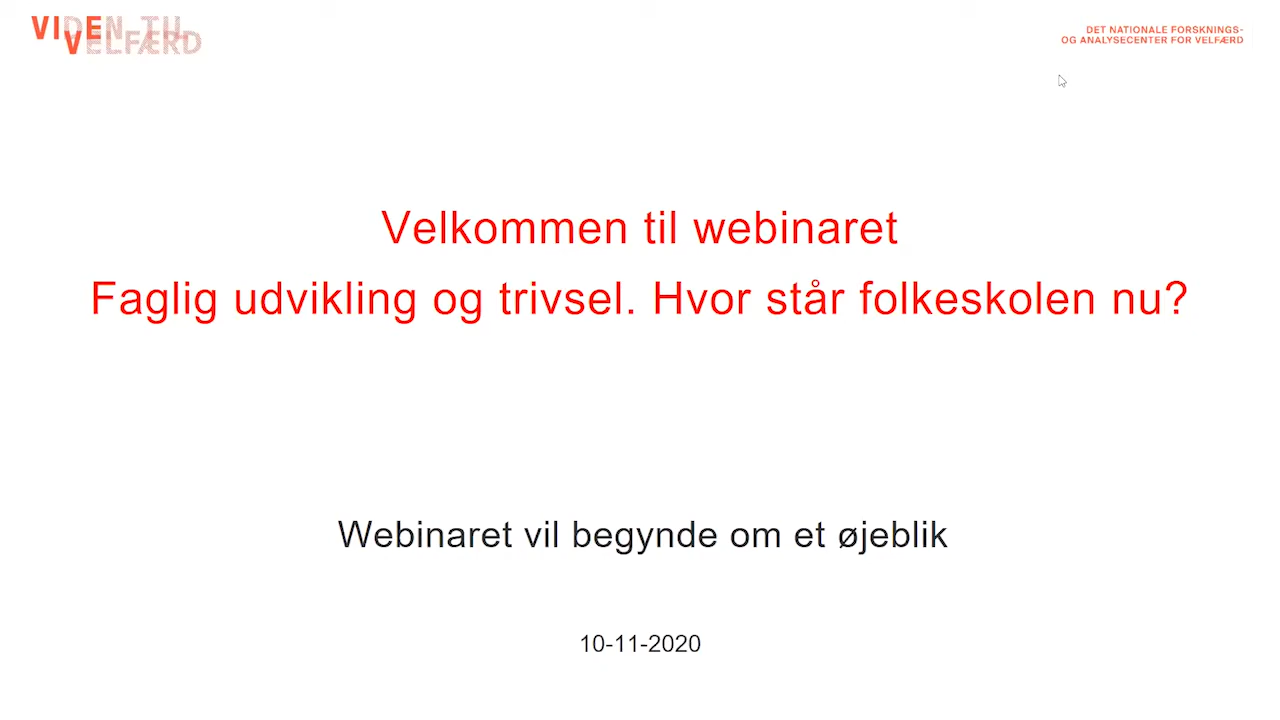 VIDEN TIL
VELFÆRD
DET NATIONALE FORSKNINGS-
OG ANALYSECENTER FOR VELFÆRD
Velkommen til webinaret
Faglig udvikling og trivsel. Hvor står folkeskolen nu?
Webinaret vil begynde om et øjeblik
10-11-2020